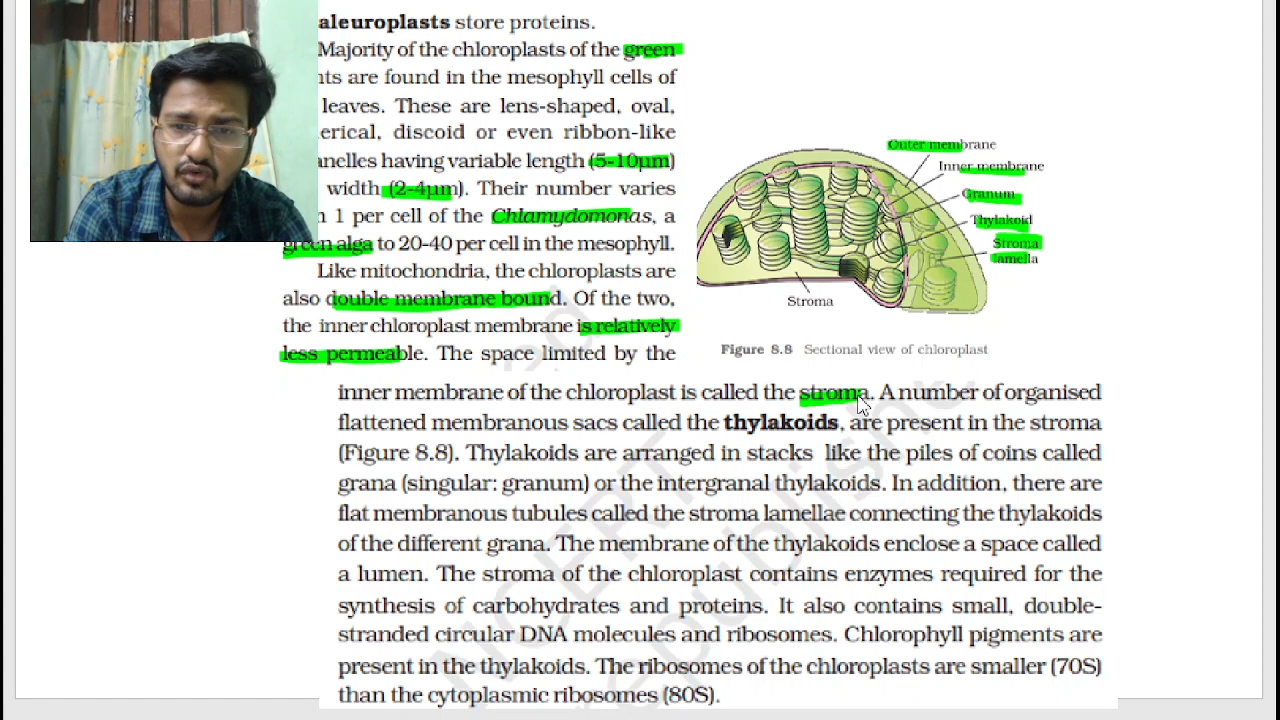 aleuroplasts store proteins.
Majority of the chloroplasts of the green
are found in the mesophyll cells of
leaves. These are lens-shaped, oval,
discoid or even ribbon-like
having variable length (5-10µm)
width (2-4µm). Their number varies
1 per cell of the Chlamydomonas, a
green alga to 20-40 per cell in the mesophyll.
Like mitochondria, the chloroplasts are
also double membrane bound. Of the two,
the inner chloroplast membrane is relatively
less permeable. The space limited by the
Outer membrane
Inner membrane
Granum
Thylakoid
Stroma
lamella
Stroma
Figure 8.8 Sectional view of chloroplast
inner membrane of the chloroplast is called the stroma. A number of organised
flattened membranous sacs called the thylakoids, are present in the stroma
(Figure 8.8). Thylakoids are arranged in stacks like the piles of coins called
grana (singular: granum) or the intergranal thylakoids. In addition, there are
flat membranous tubules called the stroma lamellae connecting the thylakoids
of the different grana. The membrane of the thylakoids enclose a space called
a lumen. The stroma of the chloroplast contains enzymes required for the
synthesis of carbohydrates and proteins. It also contains small, double-
stranded circular DNA molecules and ribosomes. Chlorophyll pigments are
present in the thylakoids. The ribosomes of the chloroplasts are smaller (70S)
than the cytoplasmic ribosomes (80S).
NCERT